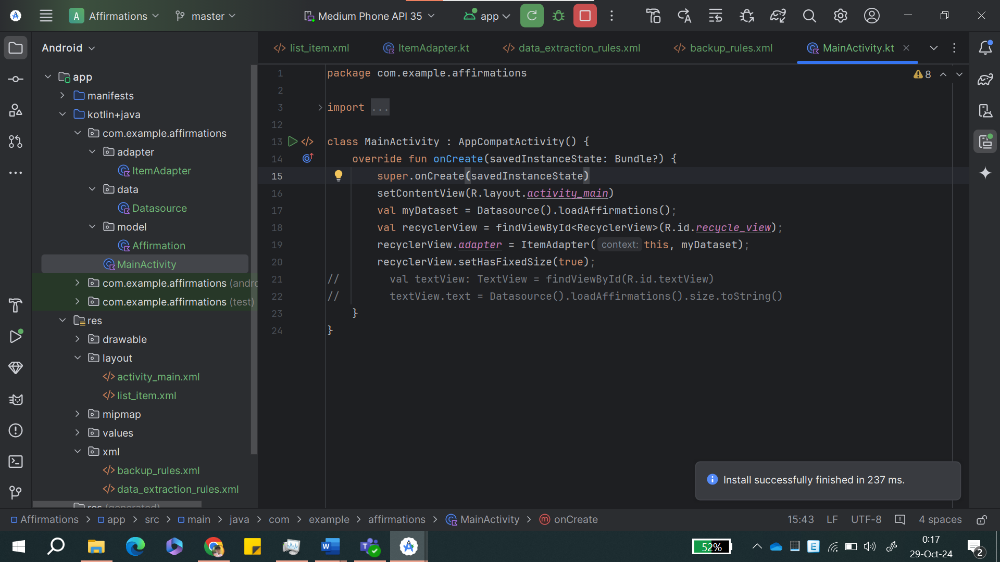 A Affirmations master Medium Phone API 35 app
Android
list_item.xml ItemAdapter.kt data_extraction_rules.xml backup_rules.xml MainActivity.kt
app
manifests
kotlin+java
com.example.affirmations
adapter
ItemAdapter
data
Datasource
model
Affirmation
MainActivity
com.example.affirmations (andro
com.example.affirmations (test)
res
drawable
layout
activity_main.xml
list_item.xml
mipmap
values
xml
backup_rules.xml
data_extraction_rules.xml
res (generated)
8
1 package com.example.affirmations
2
3 import ...
12
13 class MainActivity : AppCompatActivity() {
14 override fun onCreate(savedInstanceState: Bundle?) {
15 super.onCreate(savedInstanceState)
16 setContentView(R.layout.activity_main)
17 val myDataset = Datasource().loadAffirmations();
18 val recyclerView = findViewById<RecyclerView>(R.id.recycle_view);
19 recyclerView.adapter = ItemAdapter( context: this, myDataset);
20 recyclerView.setHasFixedSize(true);
21 // val textView: TextView = findViewById(R.id.textView)
22 // textView.text = Datasource().loadAffirmations().size.toString()
23 }
24 }
Install successfully finished in 237 ms.
Affirmations > app > src > main > java > com > example > affirmations > MainActivity > onCreate 15:43 LF UTF-8 4 spaces
52% 0:17
29-Oct-24
2